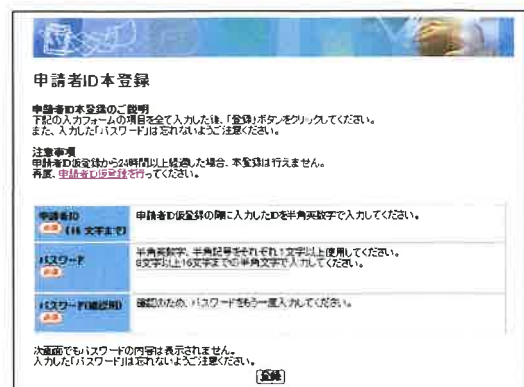 申請者ID本登録
申請者ID本登録のご説明
下記の入力フォームの項目を全て入力した後、「登録」ボタンをクリックしてください。
また、入力した「パスワード」は忘れないようご注意ください。
注意事項
申請者ID仮登録から24時間以上経過した場合、本登録は行えません。
再度、申請者ID仮登録を行ってください。
申請者ID
必須 (16 文字まで)
申請者ID仮登録の際に入力したIDを半角英数字で入力してください。
パスワード
必須
半角英数字、半角記号をそれぞれ1文字以上使用してください。
8文字以上16文字までの半角文字で入力してください。
パスワード(確認用)
必須
確認のため、パスワードをもう一度入力してください。
次画面でもパスワードの内容は表示されません。
入力した「パスワード」は忘れないようご注意ください。
登録